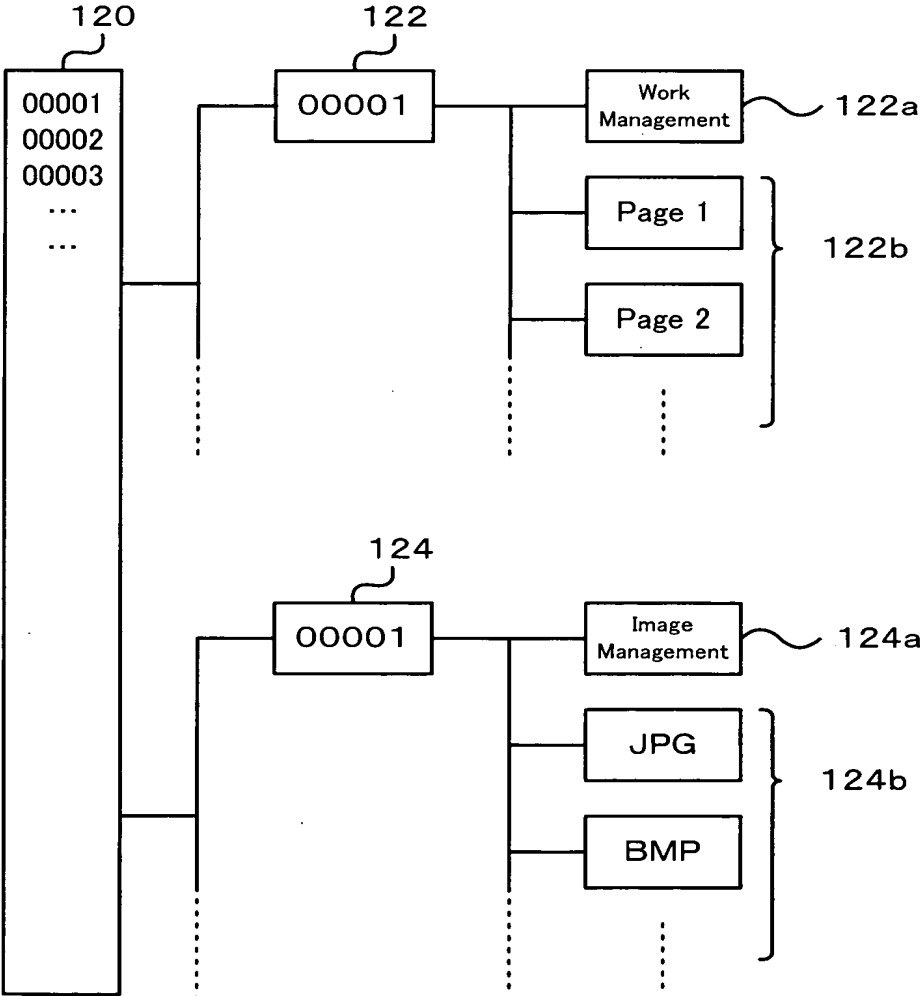 120
122
00001
00002
00003
...
...
00001
Work
Management
122a
Page 1
122b
Page 2
124
00001
Image
Management
124a
JPG
124b
BMP